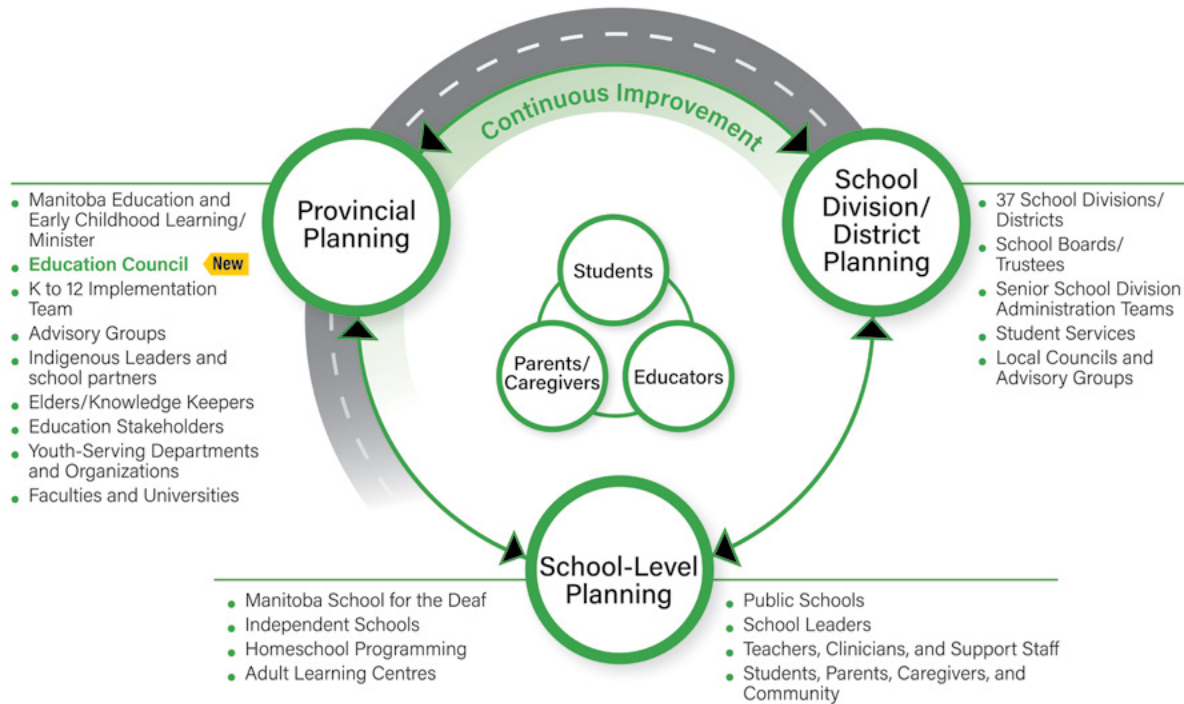 Continuous Improvement
Provincial
Planning
• Manitoba Education and
Early Childhood Learning/
Minister
• Education Council New
• K to 12 Implementation
Team
• Advisory Groups
• Indigenous Leaders and
school partners
• Elders/Knowledge Keepers
• Education Stakeholders
• Youth-Serving Departments
and Organizations
• Faculties and Universities
School
Division/
District
Planning
• 37 School Divisions/
Districts
• School Boards/
Trustees
• Senior School Division
Administration Teams
• Student Services
• Local Councils and
Advisory Groups
Students
Parents/
Caregivers
Educators
School-Level
Planning
• Manitoba School for the Deaf
• Independent Schools
• Homeschool Programming
• Adult Learning Centres
• Public Schools
• School Leaders
• Teachers, Clinicians, and Support Staff
• Students, Parents, Caregivers, and
Community